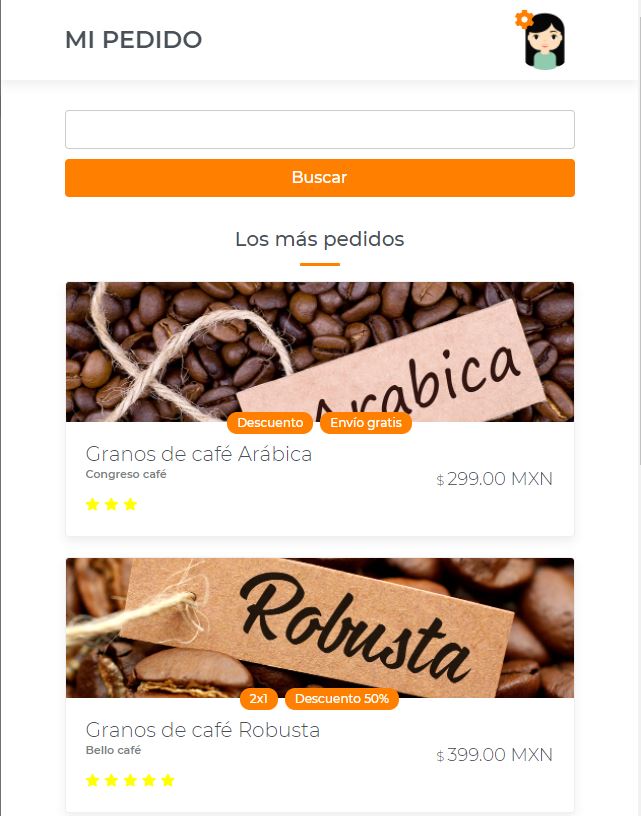 MI PEDIDO
Buscar
Los más pedidos
Arabica
Descuento
Envío gratis
Granos de café Arábica
Congreso café
$ 299.00 MXN
Robusta
2x1
Descuento 50%
Granos de café Robusta
Bello café
$ 399.00 MXN